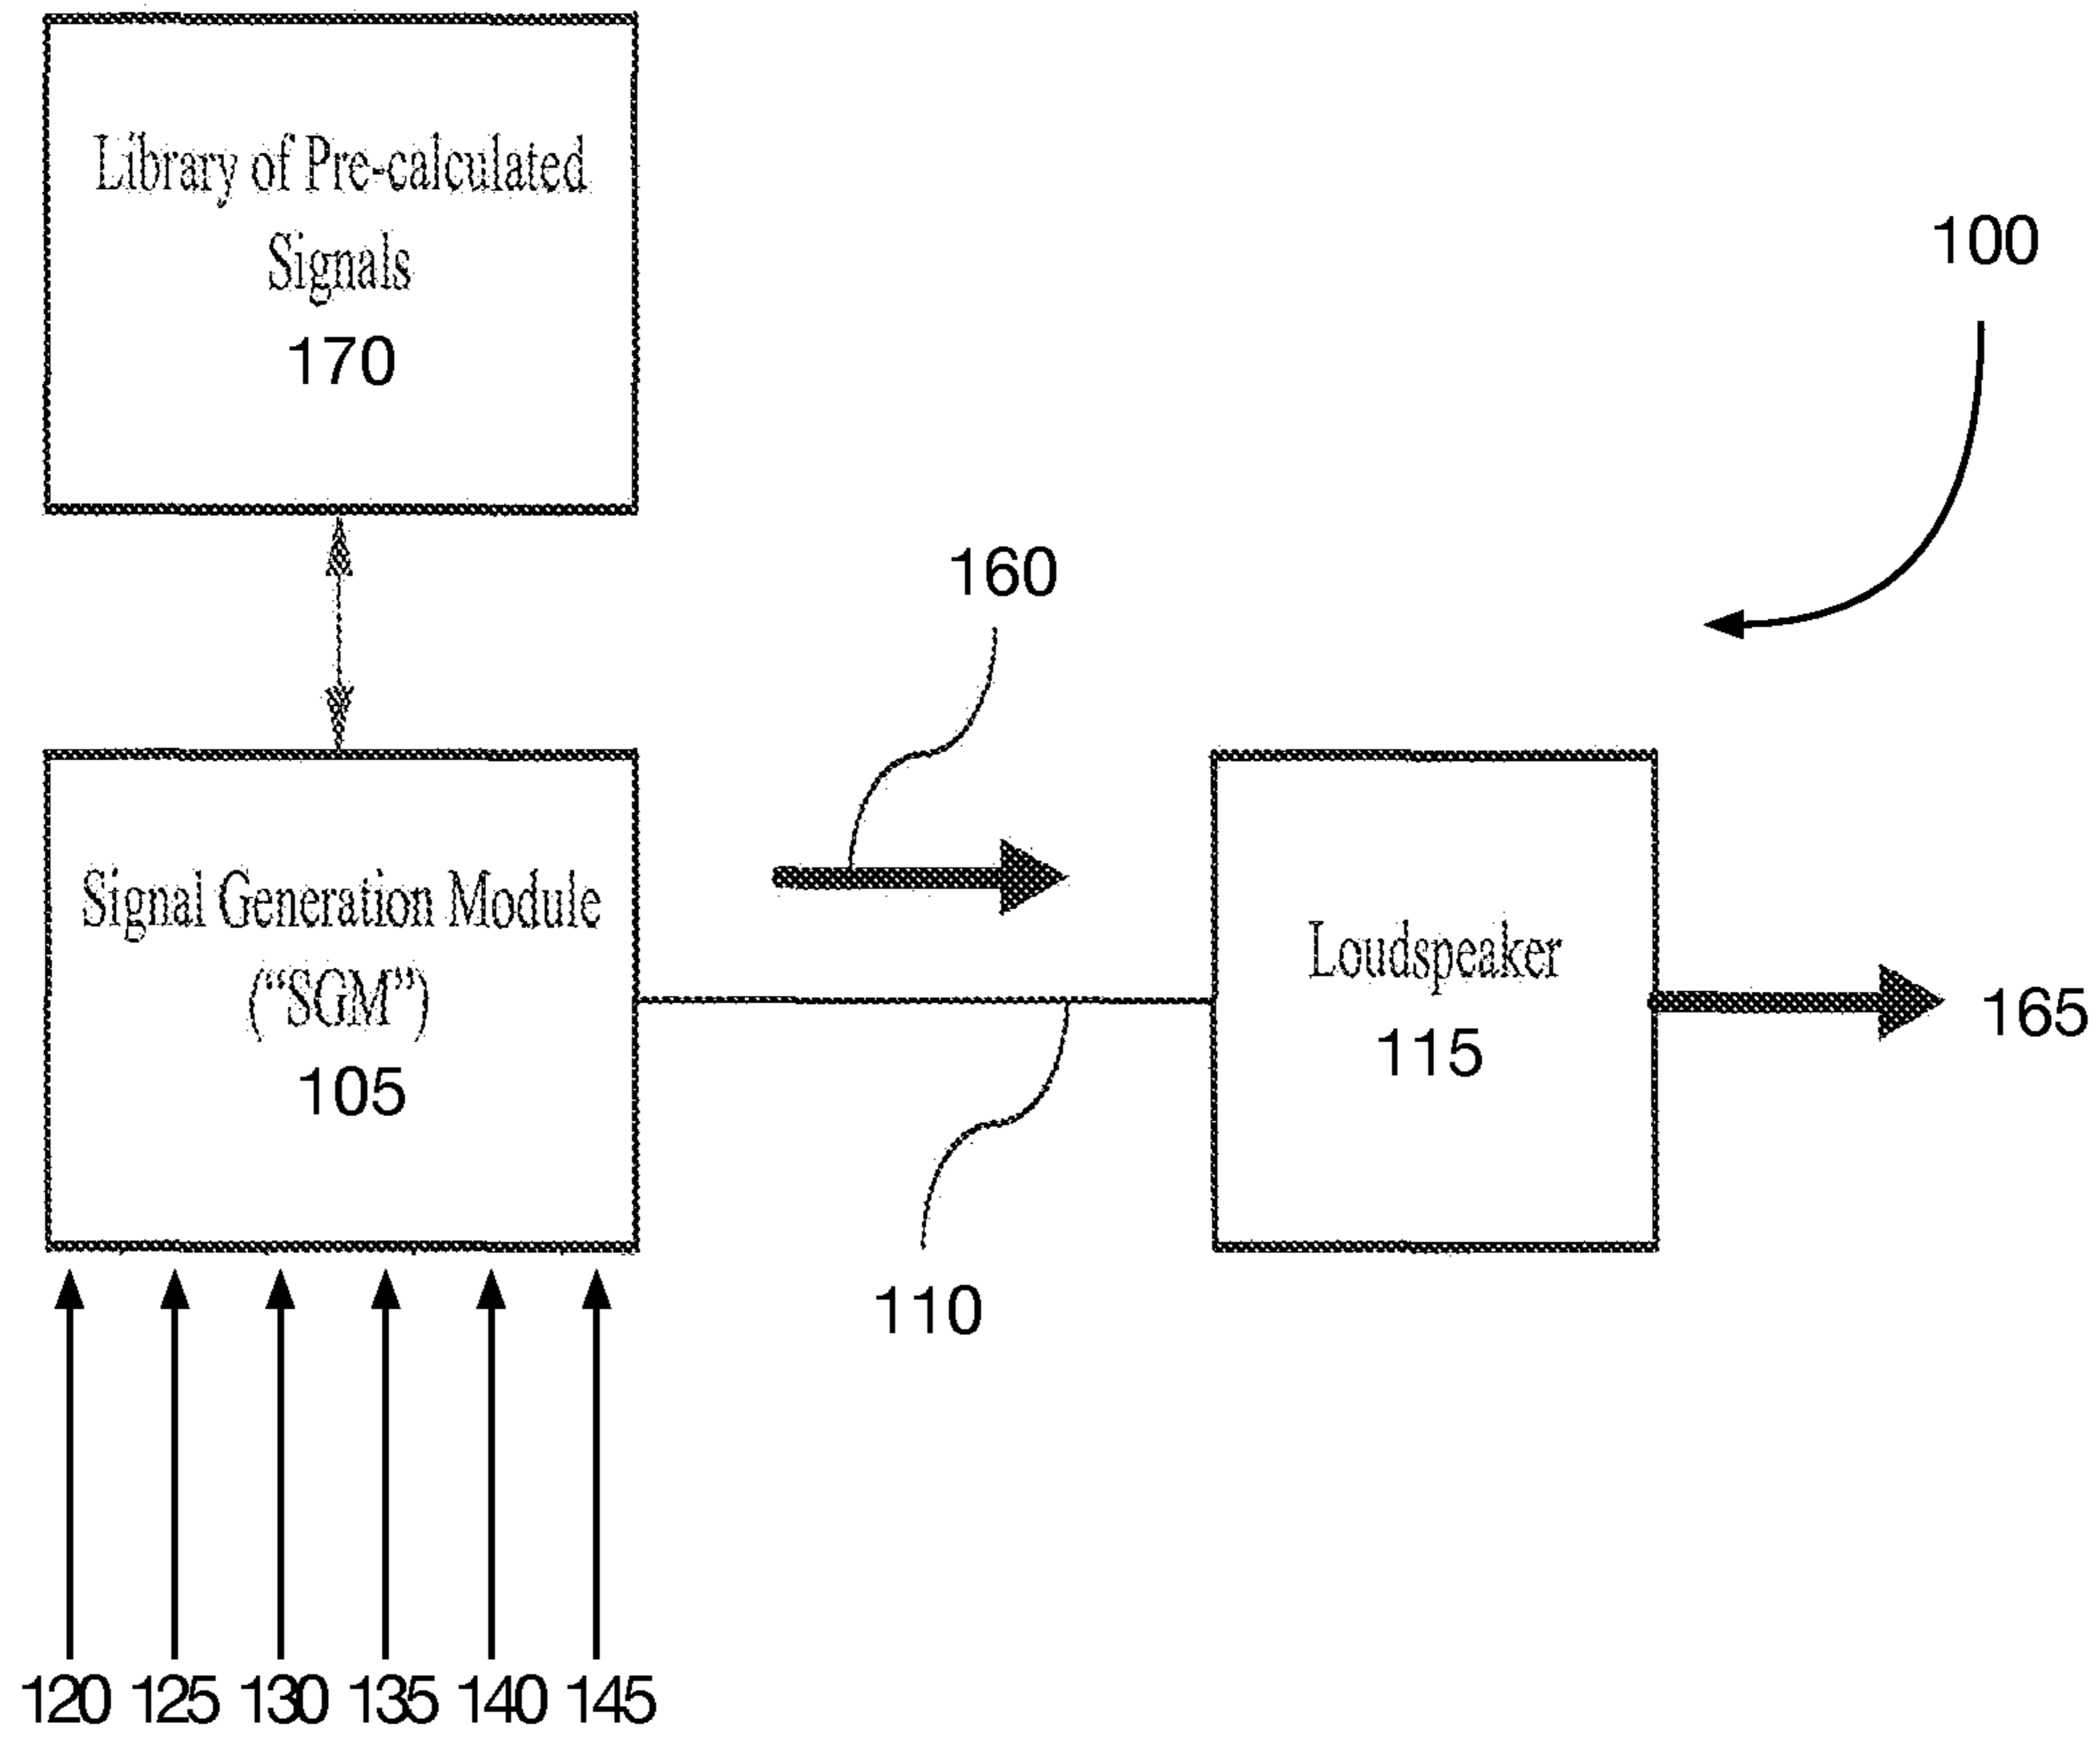 Library of Pre-calculated
Signals
170
100
160
Signal Generation Module
(“SGM”)
105
Loudspeaker
115
165
110
120 125 130 135 140 145